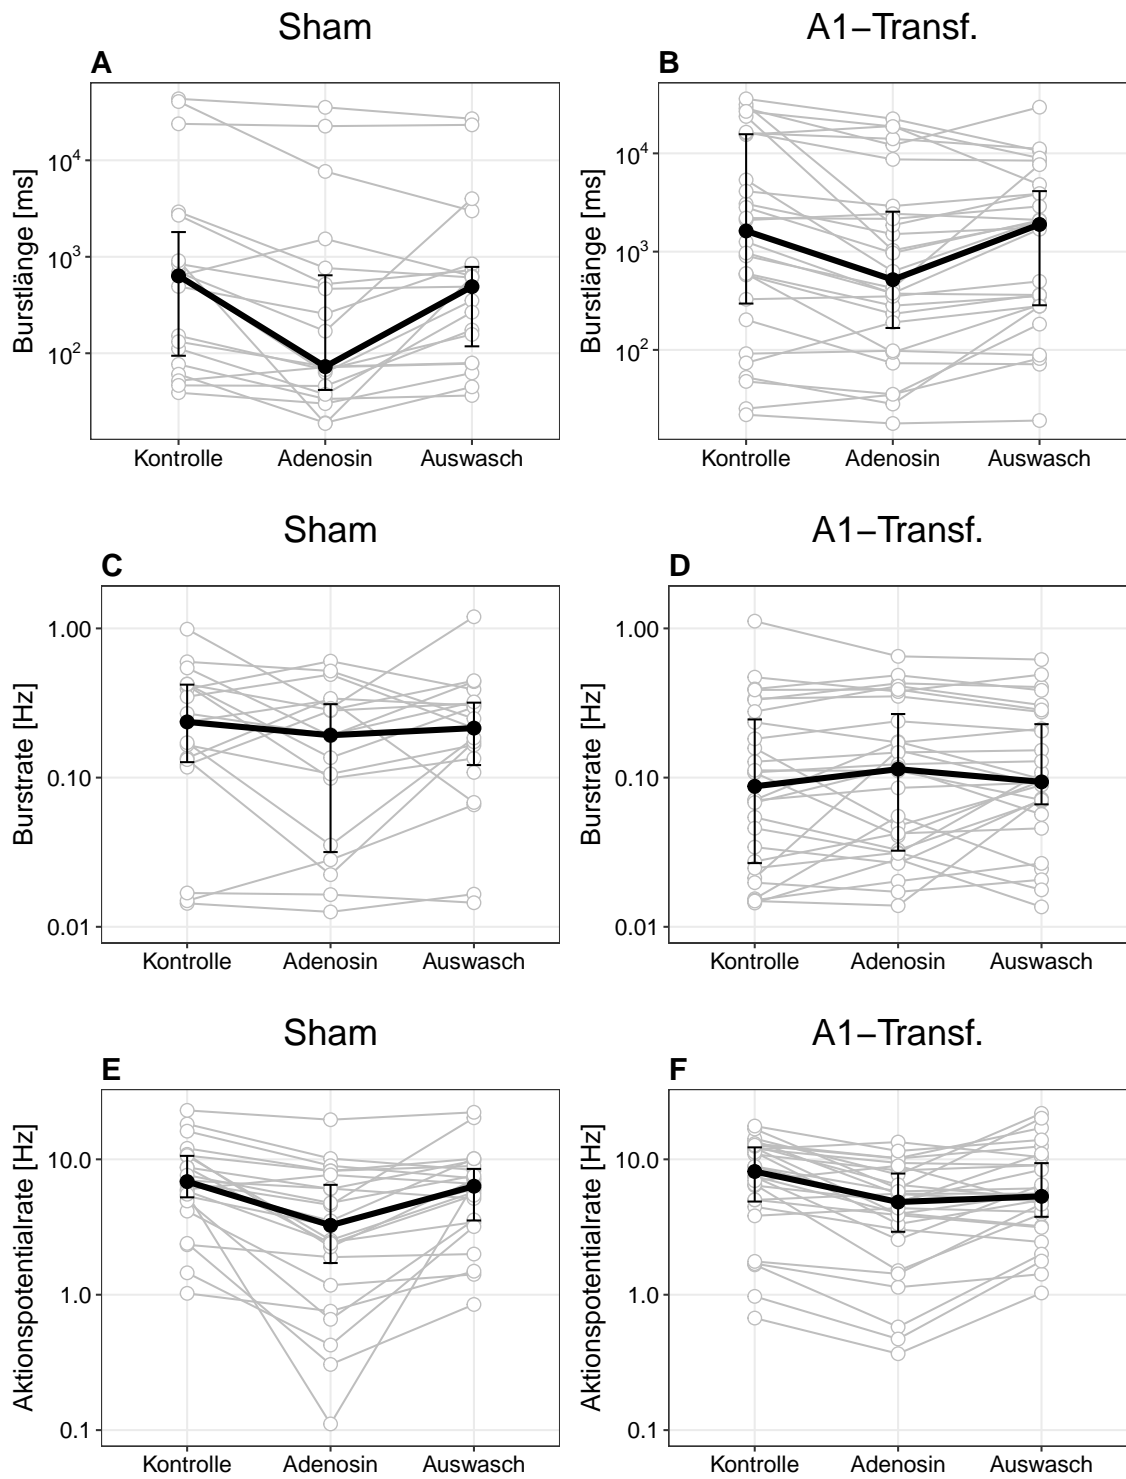 Sham
A1−Transf.
A
B
Burstlänge [ms]
10^4
10^3
10^2
Kontrolle Adenosin Auswasch
Burstlänge [ms]
10^4
10^3
10^2
Kontrolle Adenosin Auswasch
Sham
A1−Transf.
C
D
Burstrate [Hz]
1.00
0.10
0.01
Kontrolle Adenosin Auswasch
Burstrate [Hz]
1.00
0.10
0.01
Kontrolle Adenosin Auswasch
Sham
A1−Transf.
E
F
Aktionspotentialrate [Hz]
10.0
1.0
0.1
Kontrolle Adenosin Auswasch
Aktionspotentialrate [Hz]
10.0
1.0
0.1
Kontrolle Adenosin Auswasch